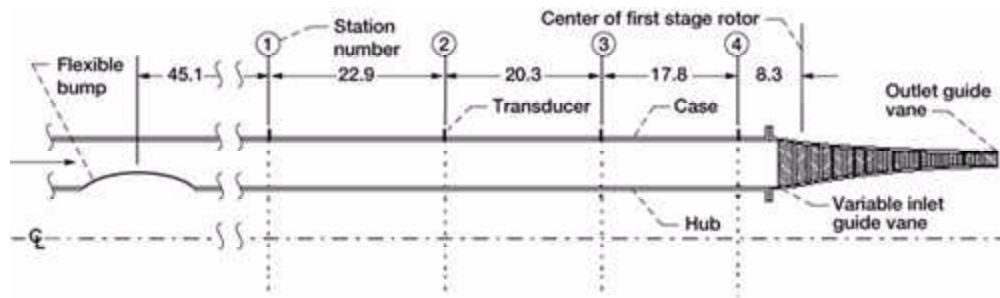 Center of first stage rotor
1
Station
number
2
3
4
Flexible
bump
45.1
22.9
20.3
17.8
8.3
Transducer
Case
Outlet guide
vane
Variable inlet
guide vane
Hub
℄